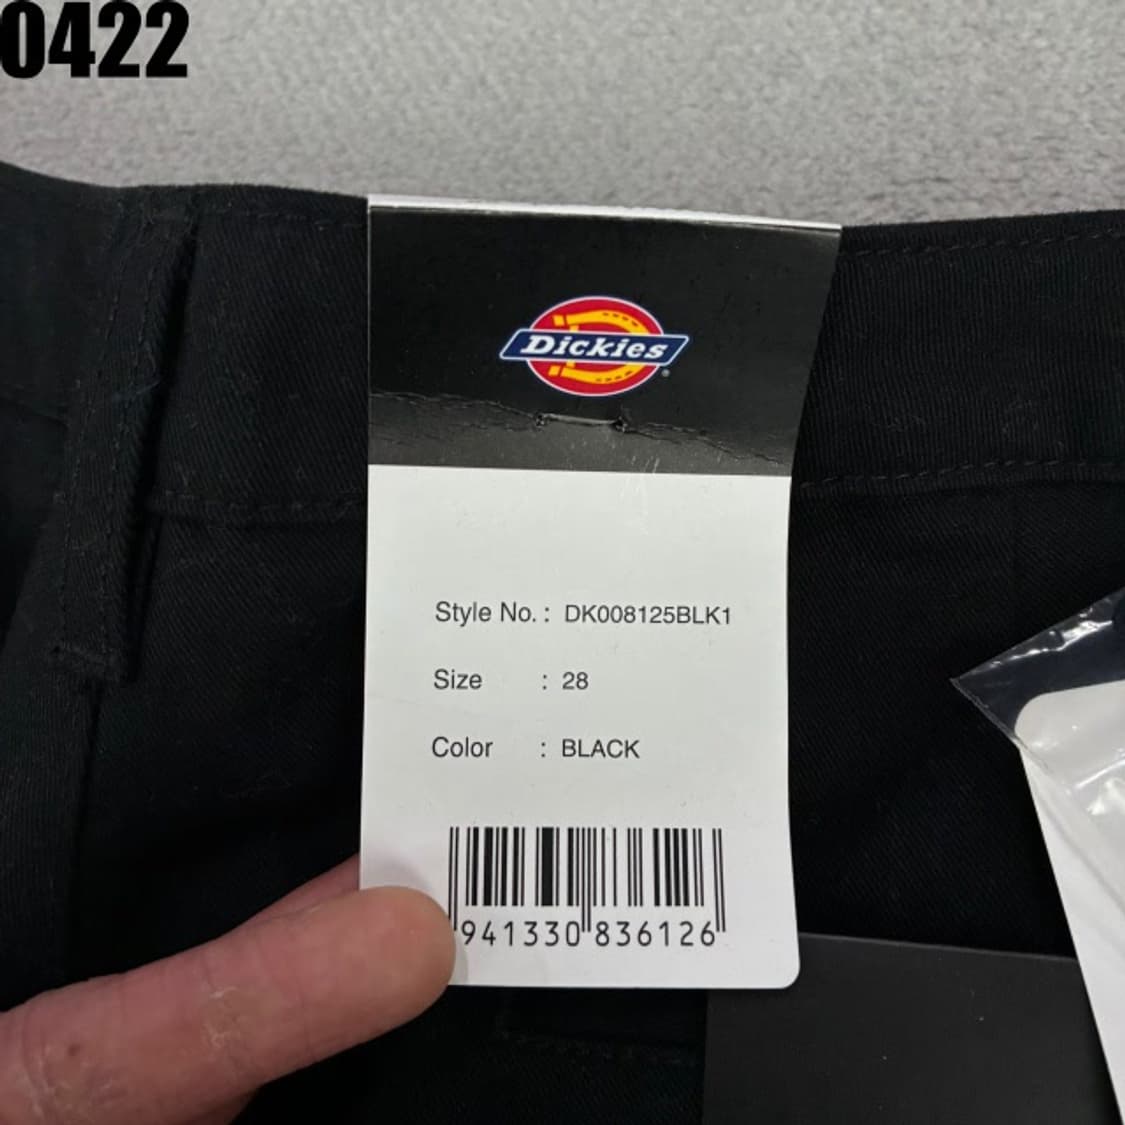 0422
Dickies
Style No. : DK008125BLK1
Size : 28
Color : BLACK
941330 836126